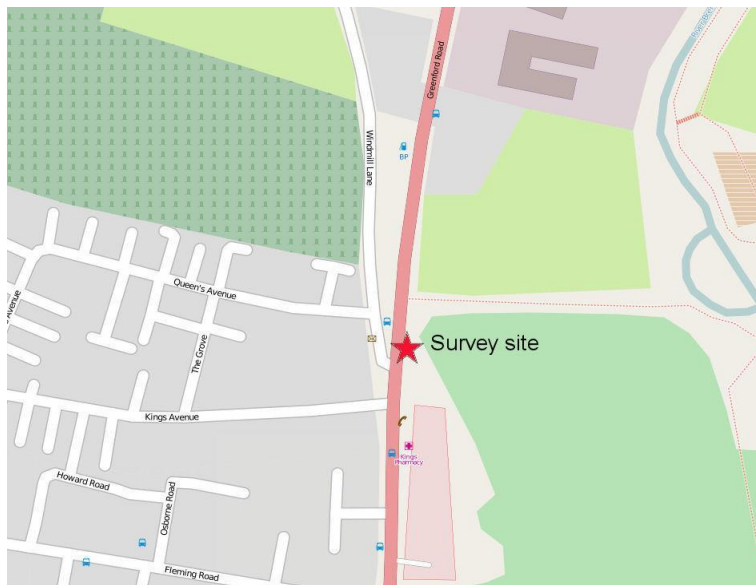 Greenford Road
Windmill Lane
BP
Queen's Avenue
Survey site
The Grove
Kings Avenue
Kings
Pharmacy
Howard Road
Osborne Road
Fleming Road
Avenue